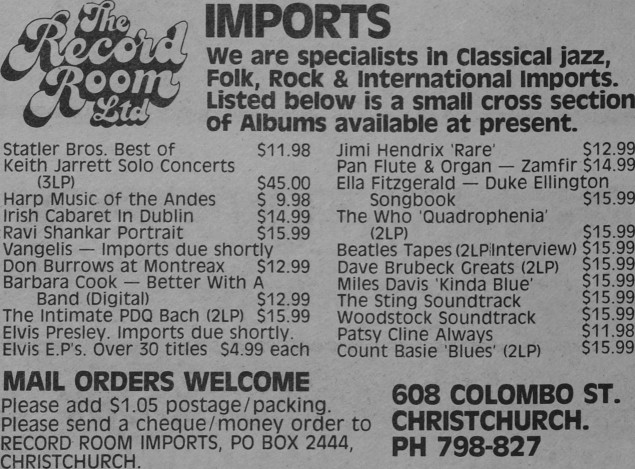 The
Record
Room
Ltd
IMPORTS
We are specialists in Classical jazz,
Folk, Rock & International Imports.
Listed below is a small cross section
of Albums available at present.
Statler Bros. Best of $11.98
Keith Jarrett Solo Concerts
(3LP) $45.00
Harp Music of the Andes $ 9.98
Irish Cabaret In Dublin $14.99
Ravi Shankar Portrait $15.99
Vangelis — Imports due shortly
Don Burrows at Montreax $12.99
Barbara Cook — Better With A
Band (Digital) $12.99
The Intimate PDQ Bach (2LP) $15.99
Elvis Presley. Imports due shortly.
Elvis E.P's. Over 30 titles $4.99 each
Jimi Hendrix 'Rare' $12.99
Pan Flute & Organ — Zamfir $14.99
Ella Fitzgerald — Duke Ellington
Songbook $15.99
The Who 'Quadrophenia'
(2LP) $15.99
Beatles Tapes (2LP Interview) $15.99
Dave Brubeck Greats (2LP) $15.99
Miles Davis 'Kinda Blue' $15.99
The Sting Soundtrack $15.99
Woodstock Soundtrack $15.99
Patsy Cline Always $11.98
Count Basie 'Blues' (2LP) $15.99
MAIL ORDERS WELCOME
Please add $1.05 postage/packing.
Please send a cheque/money order to
RECORD ROOM IMPORTS, PO BOX 2444,
CHRISTCHURCH.
608 COLOMBO ST.
CHRISTCHURCH.
PH 798-827